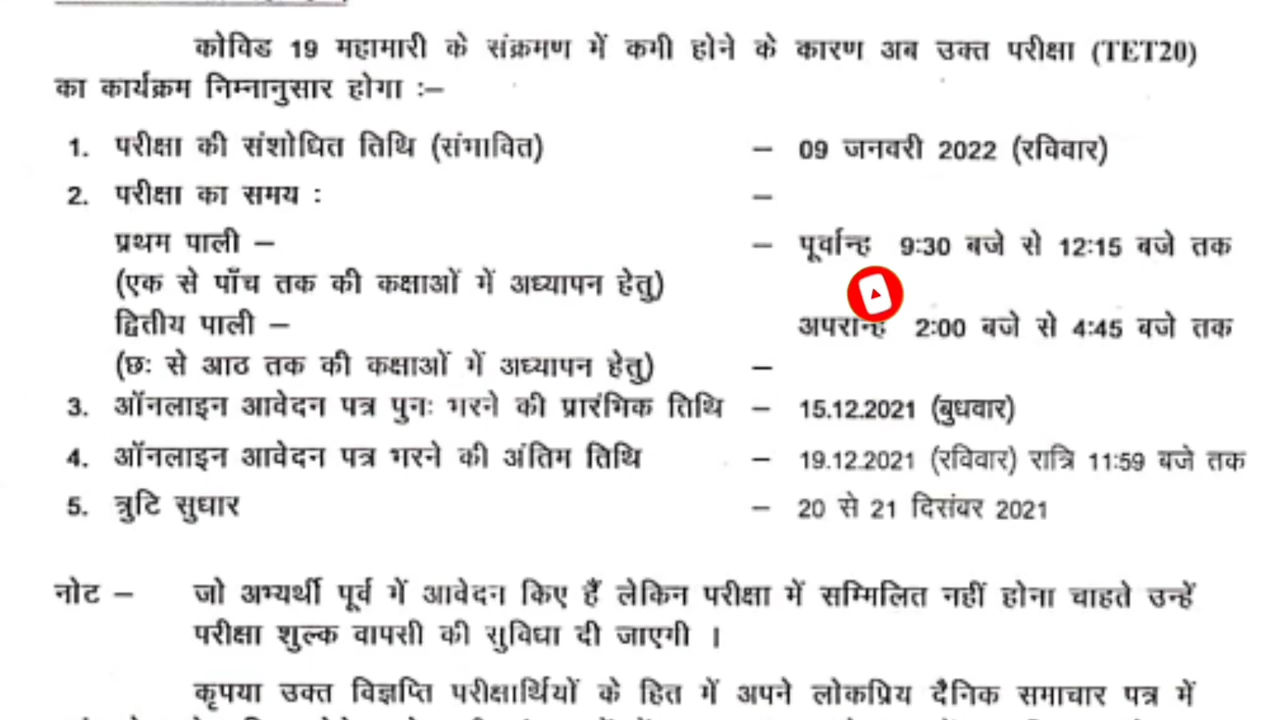 कोविड 19 महामारी के संक्रमण में कमी होने के कारण अब उक्त परीक्षा (TET20)
का कार्यक्रम निम्नानुसार होगा :–
1. परीक्षा की संशोधित तिथि (संभावित) – 09 जनवरी 2022 (रविवार)
2. परीक्षा का समय : –
प्रथम पाली – – पूर्वान्ह 9:30 बजे से 12:15 बजे तक
(एक से पाँच तक की कक्षाओं में अध्यापन हेतु)
द्वितीय पाली – अपरान्ह 2:00 बजे से 4:45 बजे तक
(छः से आठ तक की कक्षाओं में अध्यापन हेतु) –
3. ऑनलाइन आवेदन पत्र पुनः भरने की प्रारंभिक तिथि – 15.12.2021 (बुधवार)
4. ऑनलाइन आवेदन पत्र भरने की अंतिम तिथि – 19.12.2021 (रविवार) रात्रि 11:59 बजे तक
5. त्रुटि सुधार – 20 से 21 दिसंबर 2021
नोट – जो अभ्यर्थी पूर्व में आवेदन किए हैं लेकिन परीक्षा में सम्मिलित नहीं होना चाहते उन्हें
परीक्षा शुल्क वापसी की सुविधा दी जाएगी ।
कृपया उक्त विज्ञप्ति परीक्षार्थियों के हित में अपने लोकप्रिय दैनिक समाचार पत्र में